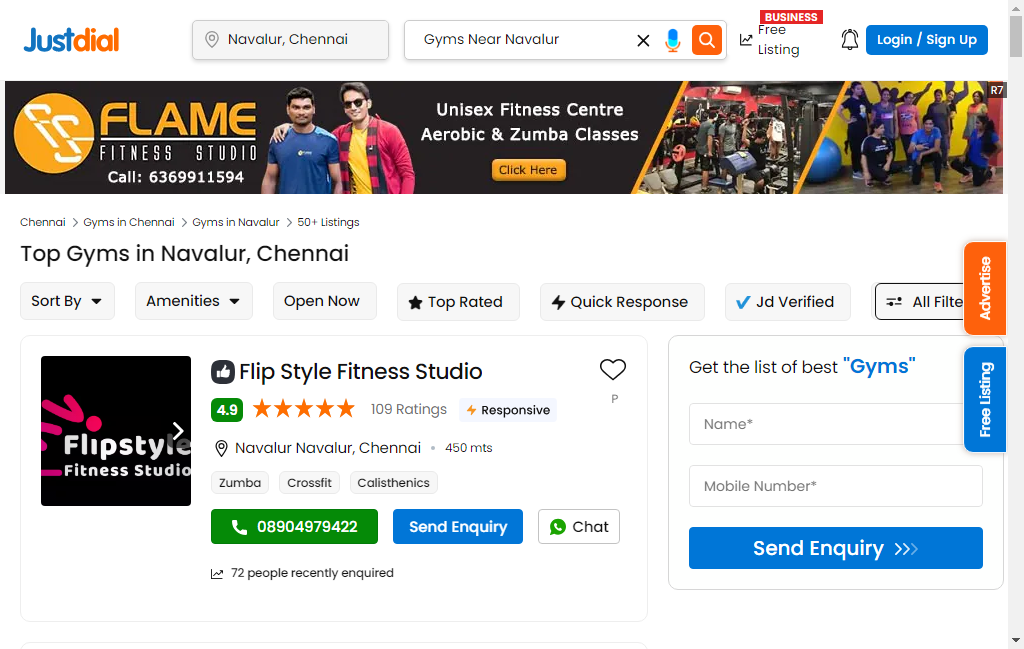 Justdial
Navalur, Chennai
Gyms Near Navalur
BUSINESS
Free
Listing
Login / Sign Up
FLAME
FITNESS STUDIO
Call: 6369911594
Unisex Fitness Centre
Aerobic & Zumba Classes
Click Here
R7
Chennai > Gyms in Chennai > Gyms in Navalur > 50+ Listings
Top Gyms in Navalur, Chennai
Sort By
Amenities
Open Now
Top Rated
Quick Response
Jd Verified
All Filte
Advertise
Free Listing
Flipstyle
Fitness Studio
Flip Style Fitness Studio
P
4.9
109 Ratings
Responsive
Navalur Navalur, Chennai • 450 mts
Zumba
Crossfit
Calisthenics
08904979422
Send Enquiry
Chat
72 people recently enquired
Get the list of best "Gyms"
Name*
Mobile Number*
Send Enquiry